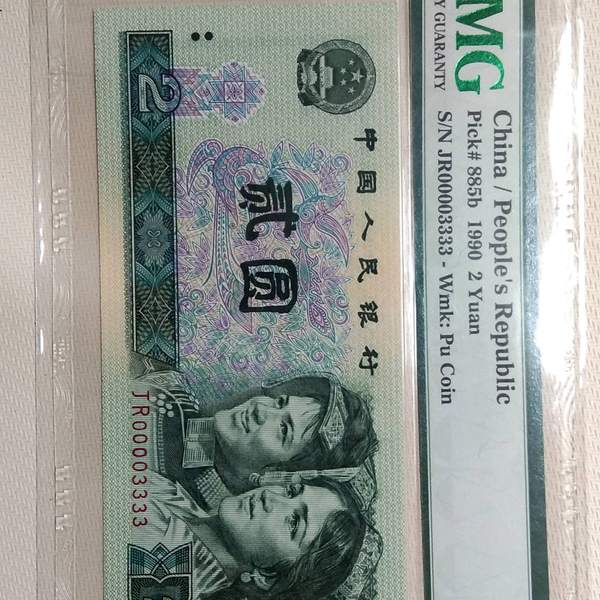 MG
Y GUARANTY
China / People's Republic
Pick# 885b 1990 2 Yuan
S/N JR00003333 - Wmk: Pu Coin
中国人民银行
贰圆
2
JR00003333